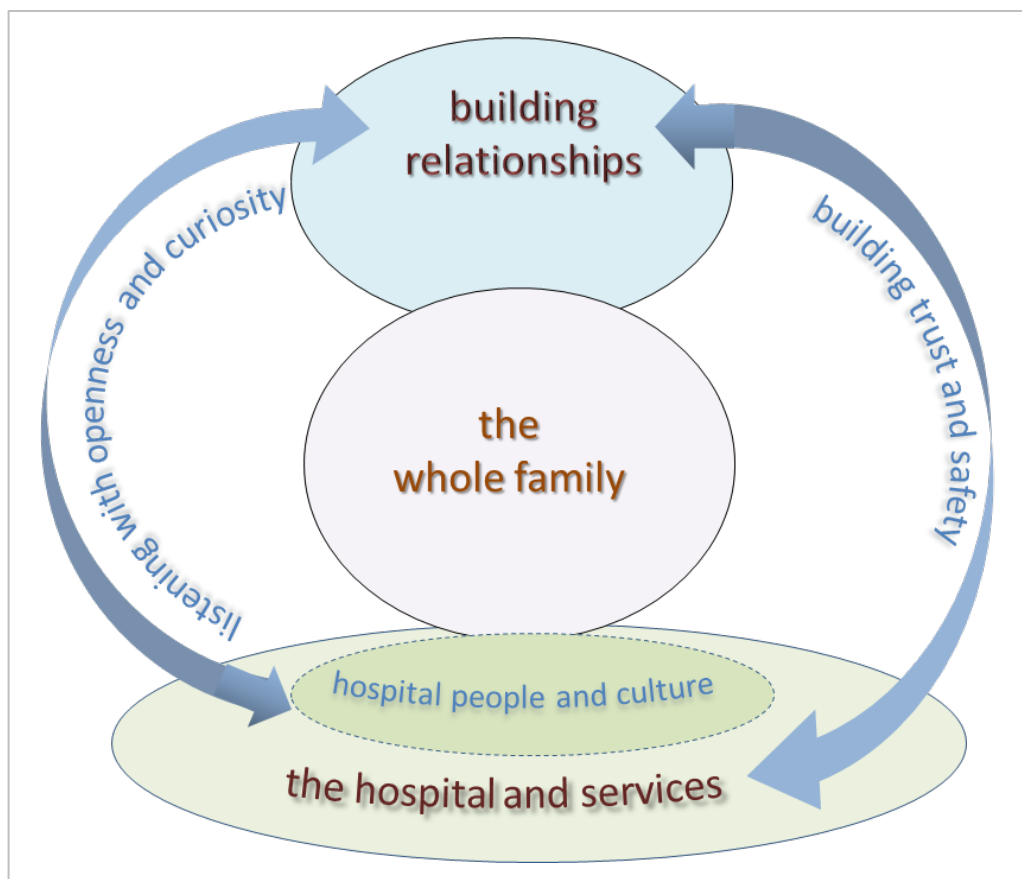 building
relationships
listening with openness and curiosity
building trust and safety
the
whole family
hospital people and culture
the hospital and services